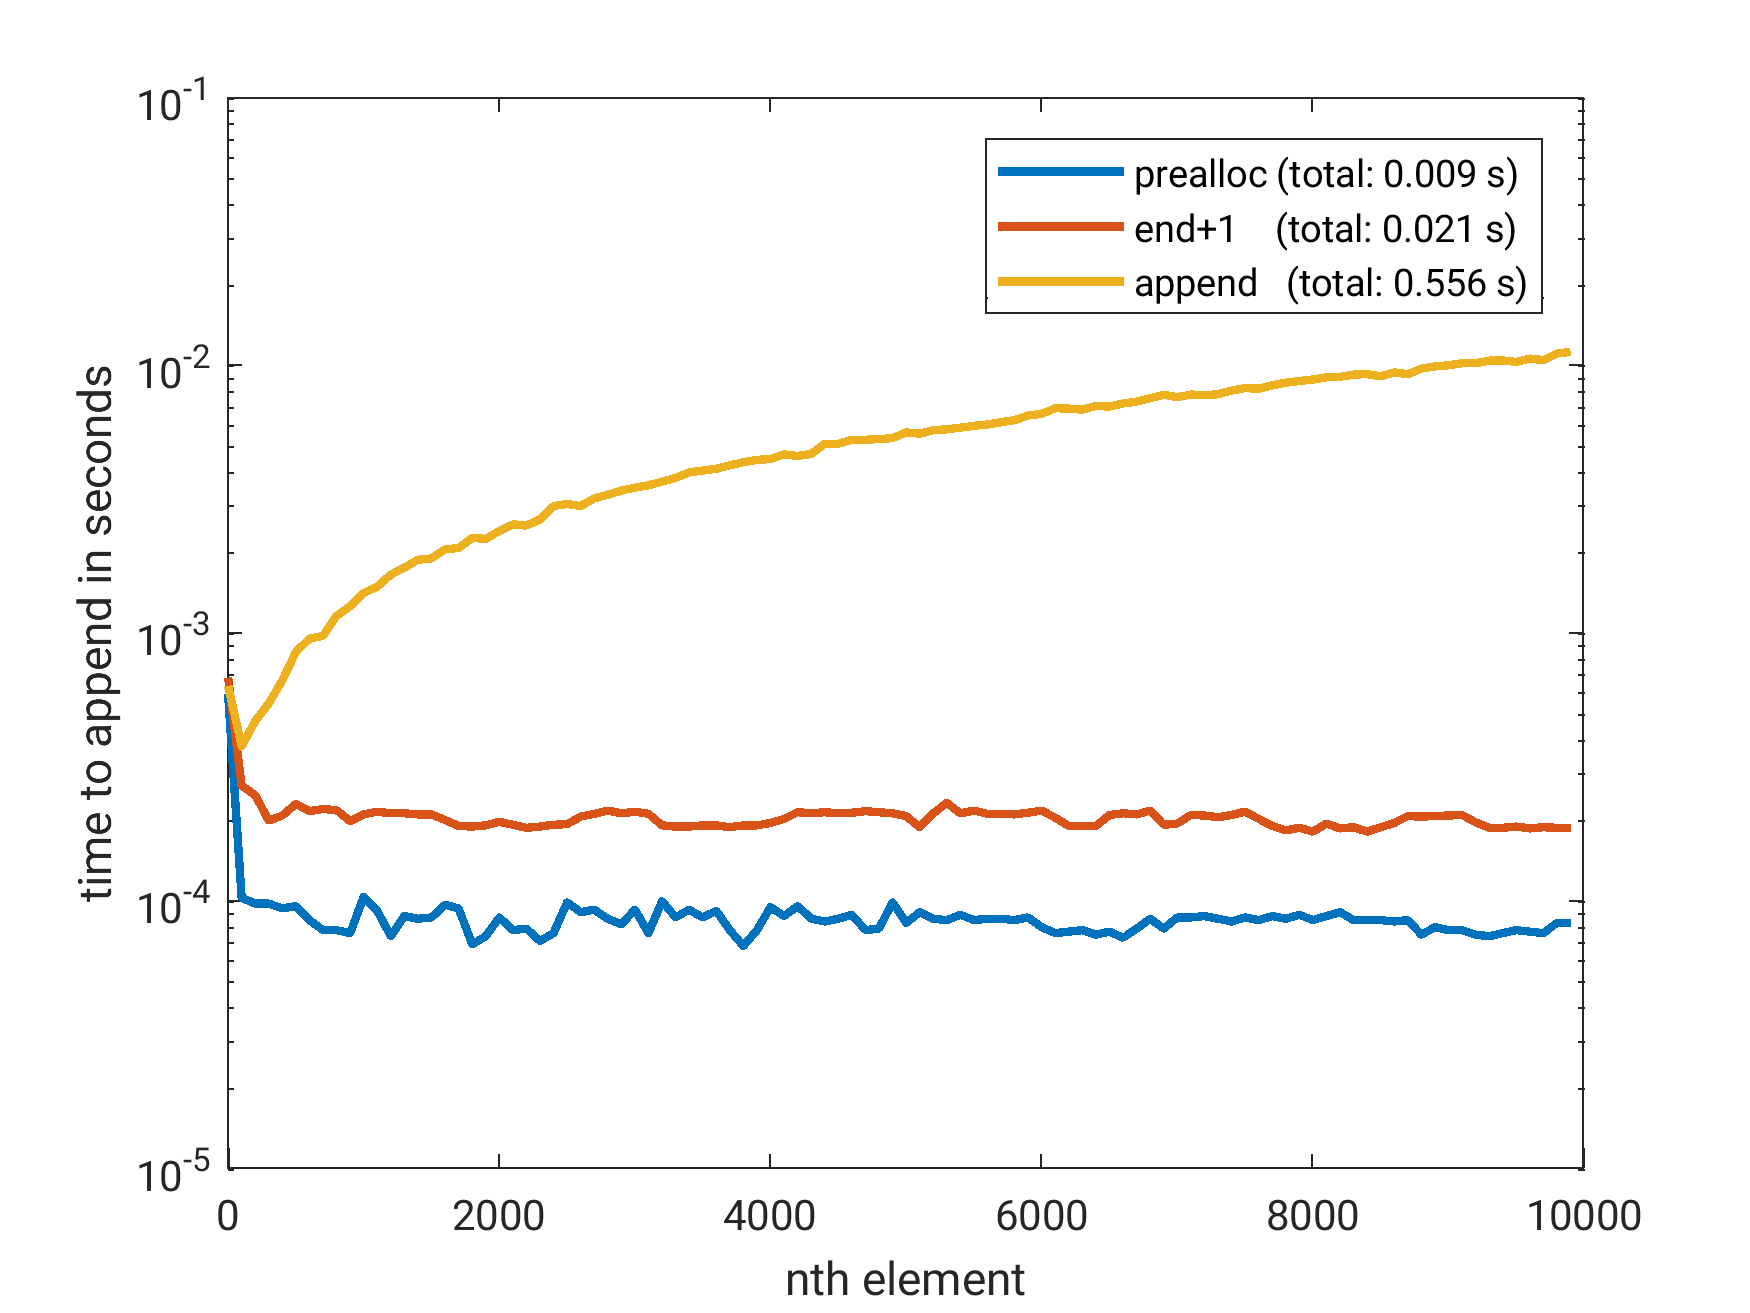 10^-1
10^-2
10^-3
10^-4
10^-5
time to append in seconds
prealloc (total: 0.009 s)
end+1 (total: 0.021 s)
append (total: 0.556 s)
0 2000 4000 6000 8000 10000
nth element